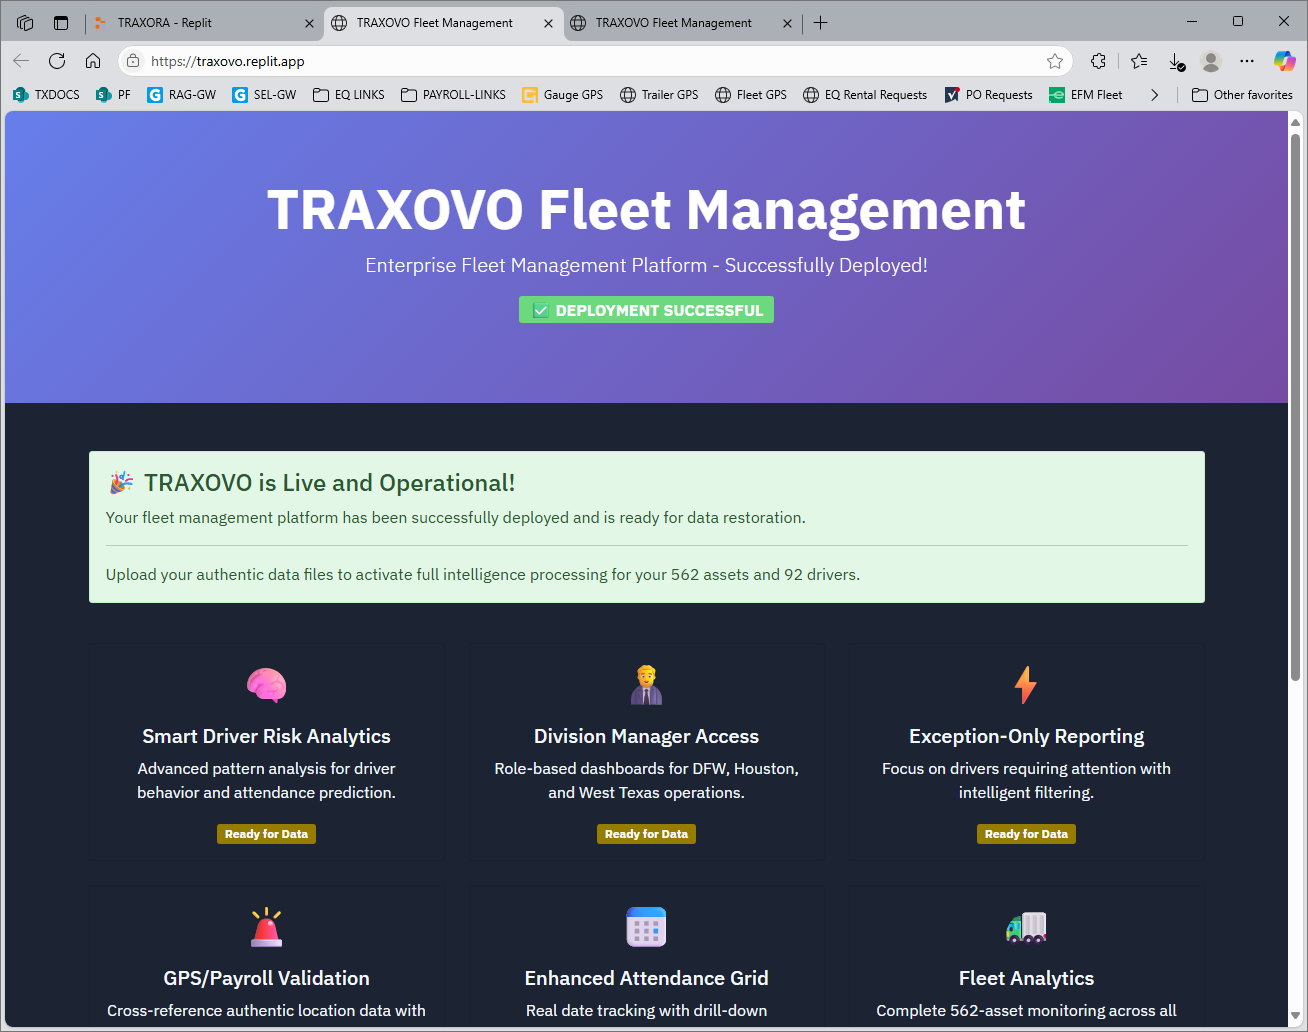 TRAXORA - Replit
TRAXOVO Fleet Management
TRAXOVO Fleet Management
https://traxovo.replit.app
TXDOCS
PF
RAG-GW
SEL-GW
EQ LINKS
PAYROLL-LINKS
Gauge GPS
Trailer GPS
Fleet GPS
EQ Rental Requests
PO Requests
EFM Fleet
Other favorites
TRAXOVO Fleet Management
Enterprise Fleet Management Platform - Successfully Deployed!
✅ DEPLOYMENT SUCCESSFUL
🎉 TRAXOVO is Live and Operational!
Your fleet management platform has been successfully deployed and is ready for data restoration.
Upload your authentic data files to activate full intelligence processing for your 562 assets and 92 drivers.
Smart Driver Risk Analytics
Advanced pattern analysis for driver
behavior and attendance prediction.
Ready for Data
Division Manager Access
Role-based dashboards for DFW, Houston,
and West Texas operations.
Ready for Data
Exception-Only Reporting
Focus on drivers requiring attention with
intelligent filtering.
Ready for Data
GPS/Payroll Validation
Cross-reference authentic location data with
Enhanced Attendance Grid
Real date tracking with drill-down
Fleet Analytics
Complete 562-asset monitoring across all